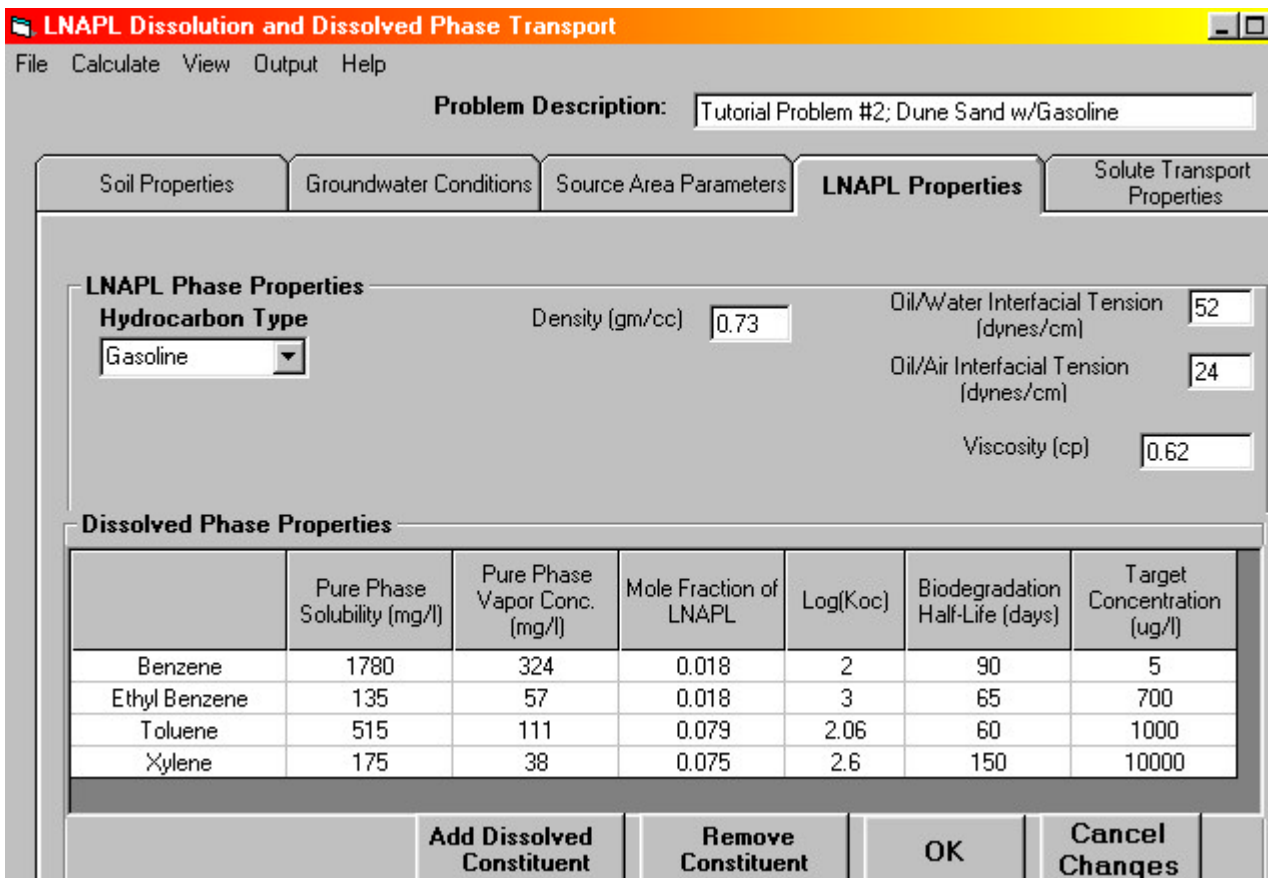 LNAPL Dissolution and Dissolved Phase Transport
File Calculate View Output Help
Problem Description: Tutorial Problem #2; Dune Sand w/Gasoline
Soil Properties
Groundwater Conditions
Source Area Parameters
LNAPL Properties
Solute Transport
Properties
LNAPL Phase Properties
Hydrocarbon Type
Gasoline
Density (gm/cc) 0.73
Oil/Water Interfacial Tension
(dynes/cm)
52
Oil/Air Interfacial Tension
(dynes/cm)
24
Viscosity (cp) 0.62
Dissolved Phase Properties
Pure Phase
Solubility (mg/l)
Pure Phase
Vapor Conc.
(mg/l)
Mole Fraction of
LNAPL
Log(Koc)
Biodegradation
Half-Life (days)
Target
Concentration
(ug/l)
Benzene 1780 324 0.018 2 90 5
Ethyl Benzene 135 57 0.018 3 65 700
Toluene 515 111 0.079 2.06 60 1000
Xylene 175 38 0.075 2.6 150 10000
Add Dissolved
Constituent
Remove
Constituent
OK
Cancel
Changes